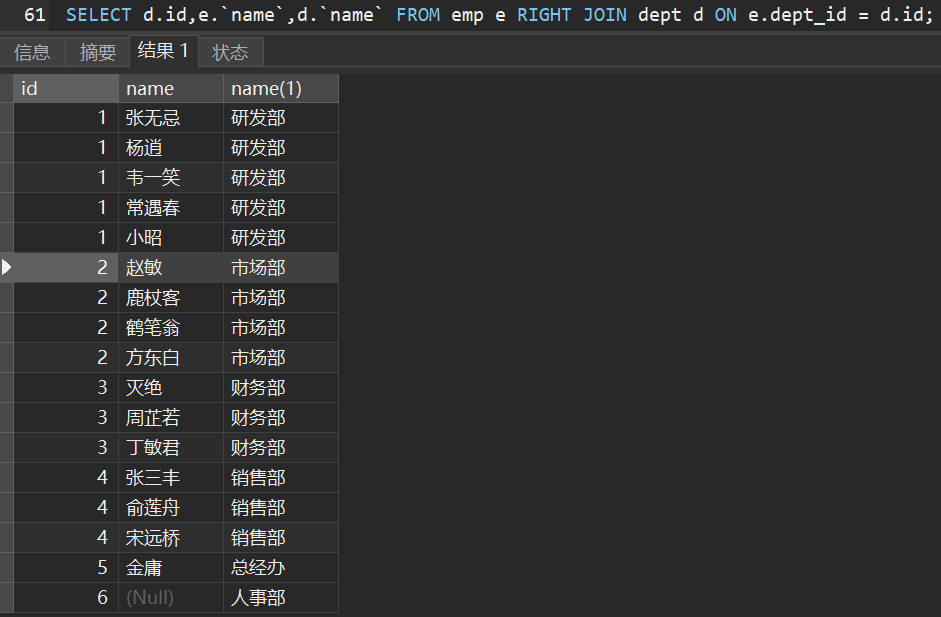 61 SELECT d.id,e.`name`,d.`name` FROM emp e RIGHT JOIN dept d ON e.dept_id = d.id;
信息 摘要 结果 1 状态
id name name(1)
1 张无忌 研发部
1 杨逍 研发部
1 韦一笑 研发部
1 常遇春 研发部
1 小昭 研发部
2 赵敏 市场部
2 鹿杖客 市场部
2 鹤笔翁 市场部
2 方东白 市场部
3 灭绝 财务部
3 周芷若 财务部
3 丁敏君 财务部
4 张三丰 销售部
4 俞莲舟 销售部
4 宋远桥 销售部
5 金庸 总经办
6 (Null) 人事部